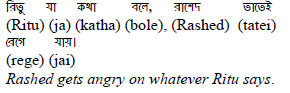 রিতু যা কথা বলে, রাশেদ তাতেই
(Ritu) (ja) (katha) (bole), (Rashed) (tatei)
রেগে যায়।
(rege) (jai)
Rashed gets angry on whatever Ritu says.